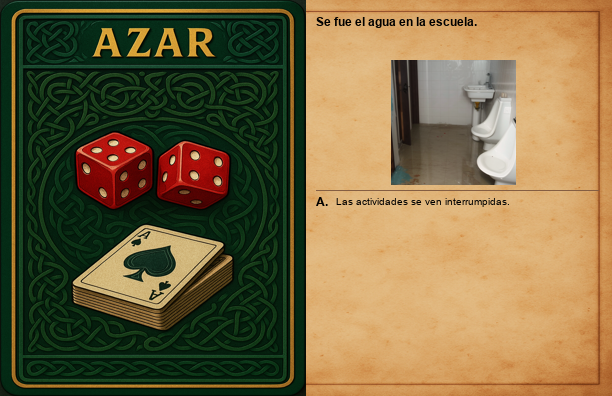 AZAR
Se fue el agua en la escuela.
A
A
A. Las actividades se ven interrumpidas.